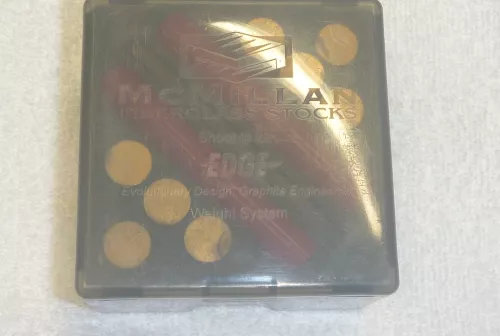 McMILLAN
FIBERGLASS STOCKS
-EDGE-
Evolutionary Design Graphite Engineered
Weight System